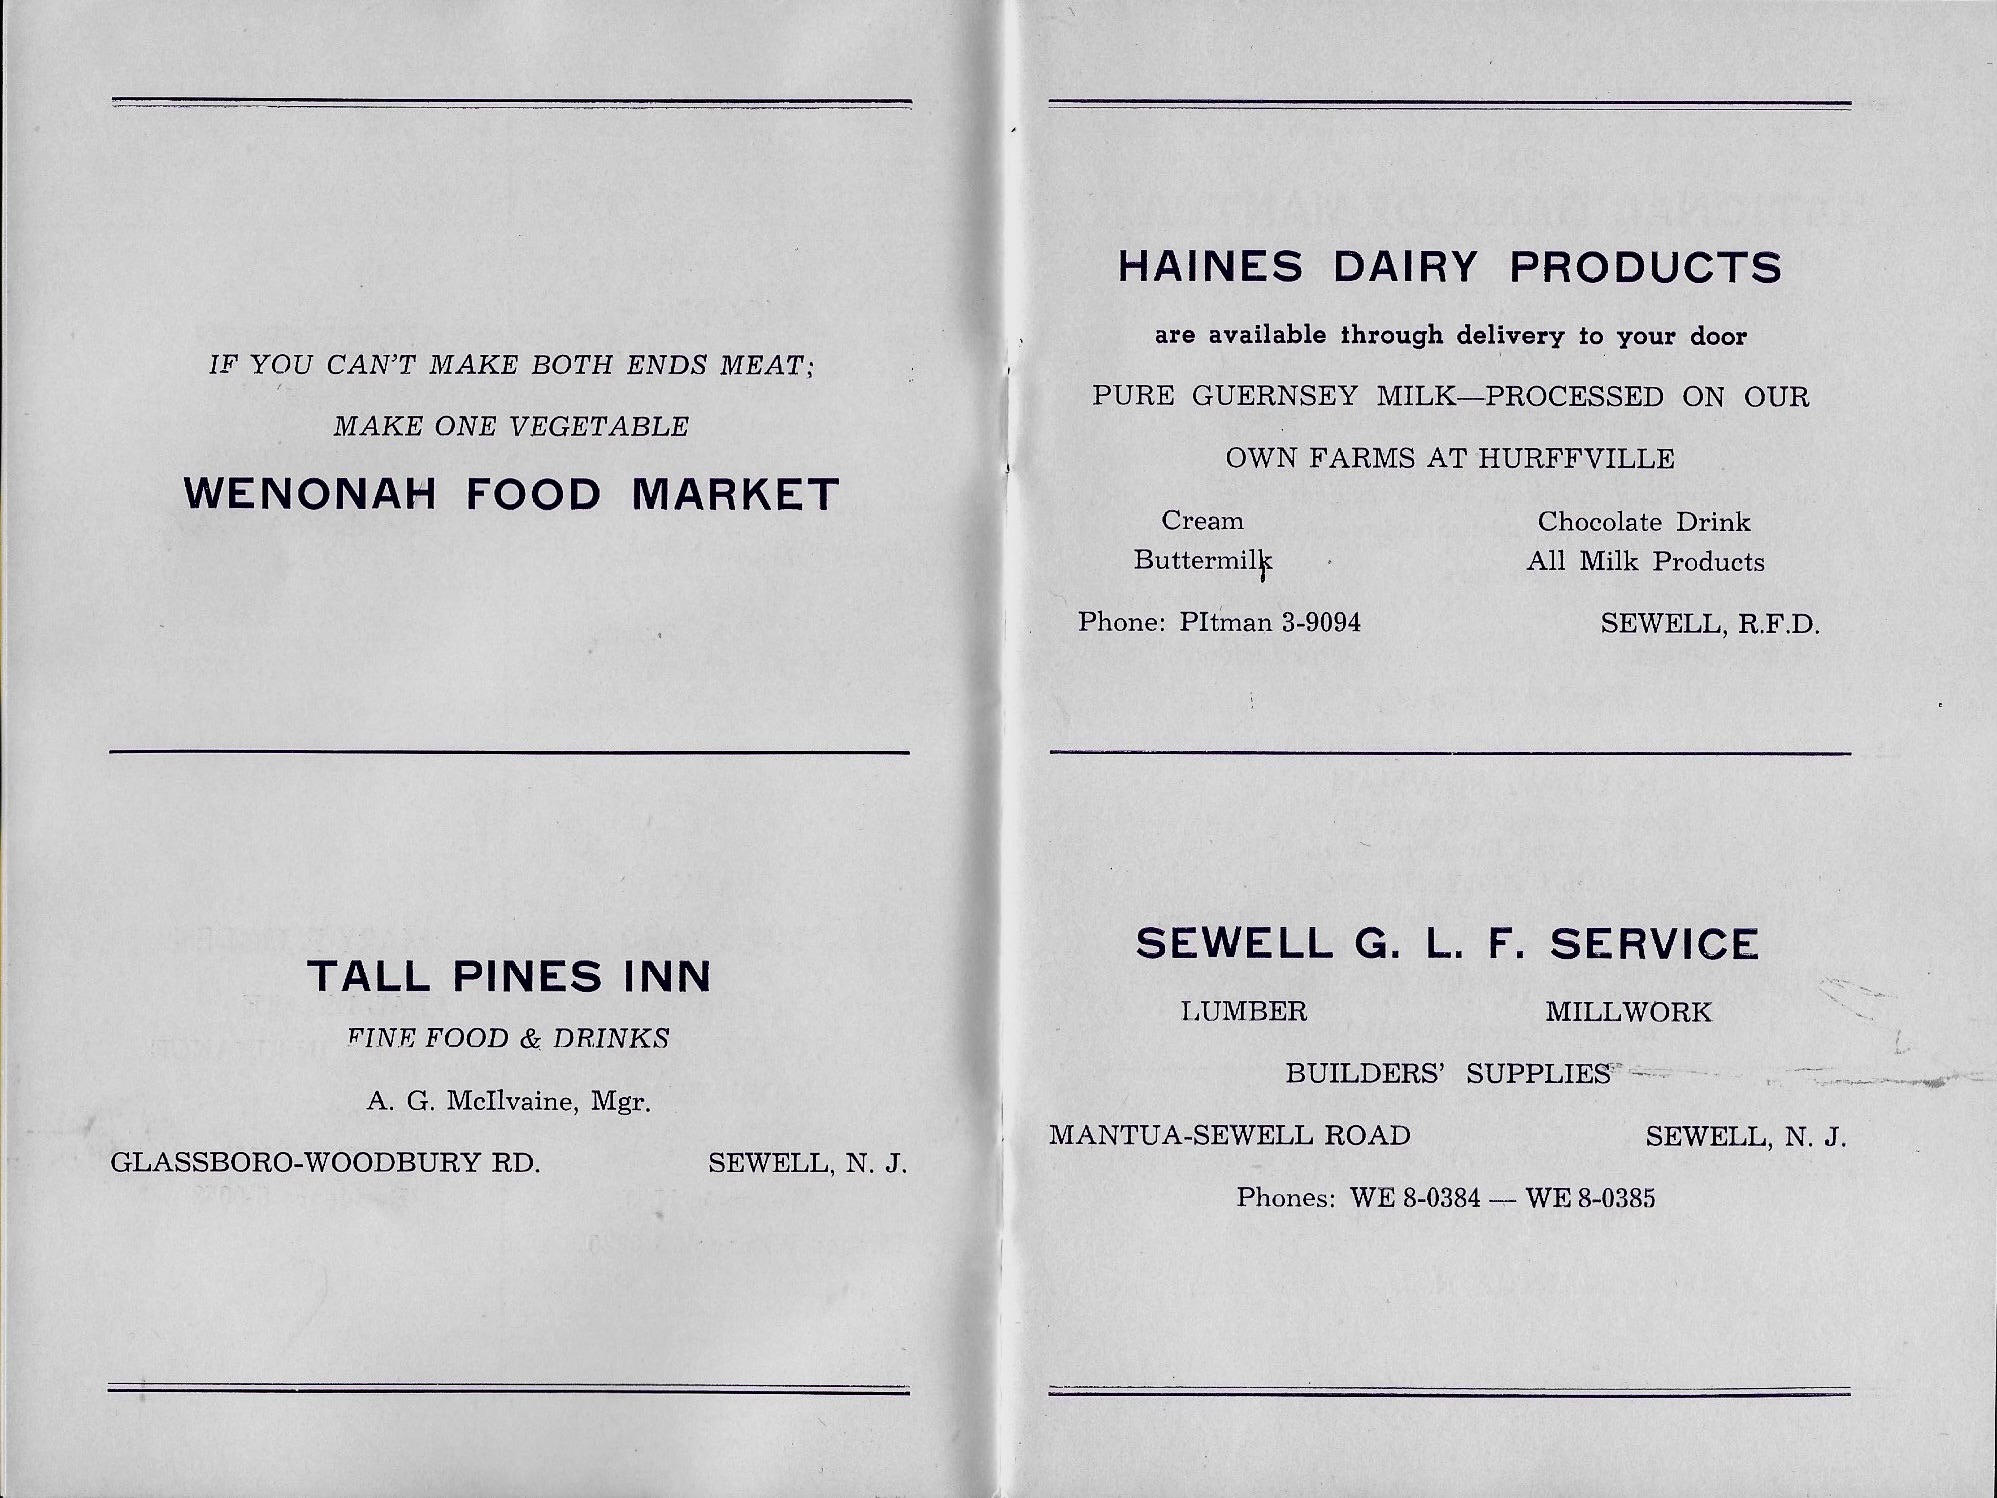 IF YOU CAN'T MAKE BOTH ENDS MEAT;
MAKE ONE VEGETABLE
WENONAH FOOD MARKET
TALL PINES INN
FINE FOOD & DRINKS
A. G. McIlvaine, Mgr.
GLASSBORO-WOODBURY RD. SEWELL, N. J.
HAINES DAIRY PRODUCTS
are available through delivery to your door
PURE GUERNSEY MILK—PROCESSED ON OUR
OWN FARMS AT HURFFVILLE
Cream Chocolate Drink
Buttermilk All Milk Products
Phone: PItman 3-9094 SEWELL, R.F.D.
SEWELL G. L. F. SERVICE
LUMBER MILLWORK
BUILDERS' SUPPLIES
MANTUA-SEWELL ROAD SEWELL, N. J.
Phones: WE 8-0384 — WE 8-0385